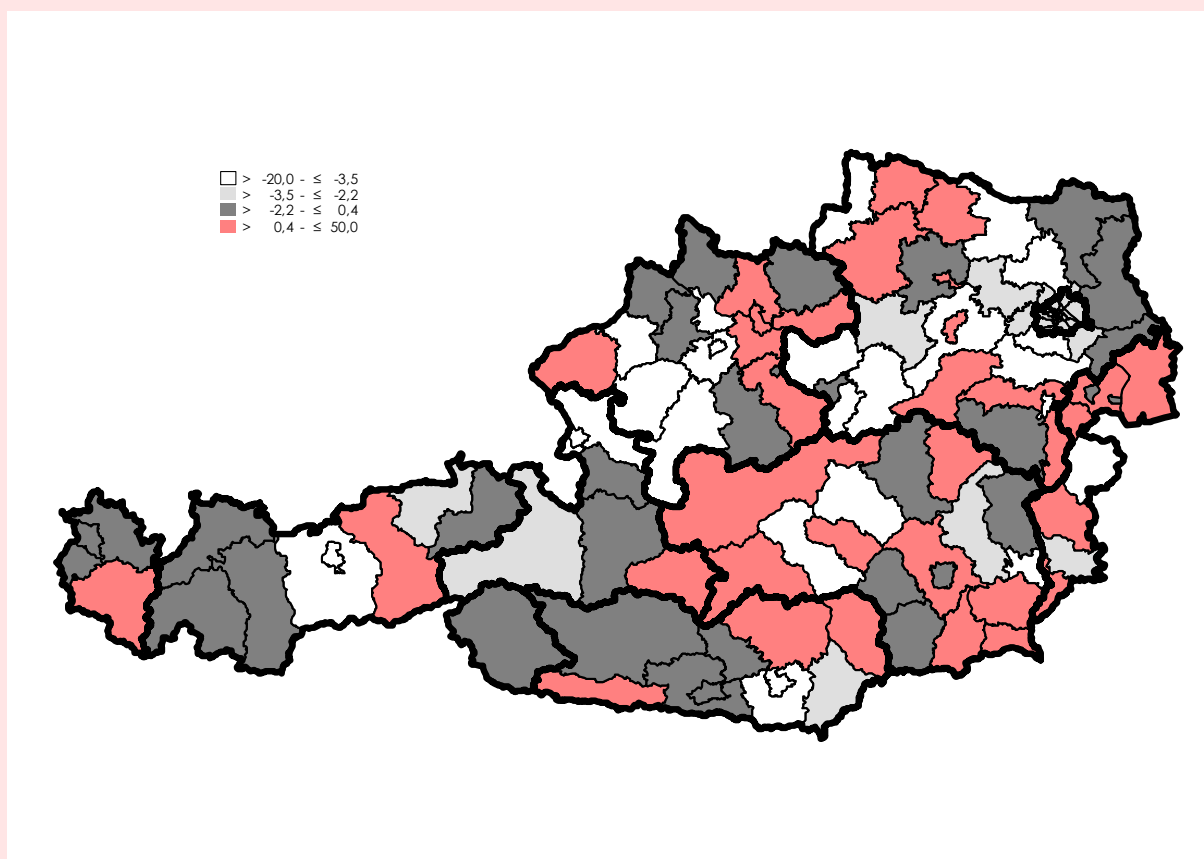 > -20,0 - ≤ -3,5
> -3,5 - ≤ -2,2
> -2,2 - ≤ 0,4
> 0,4 - ≤ 50,0